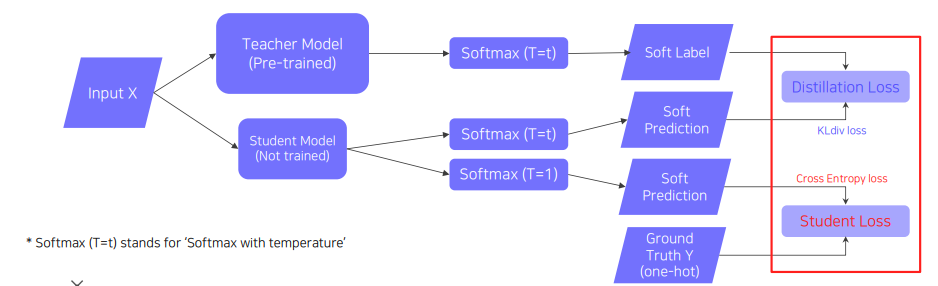 Input X
Teacher Model
(Pre-trained)
Softmax (T=t)
Soft Label
Student Model
(Not trained)
Softmax (T=t)
Soft
Prediction
Softmax (T=1)
Soft
Prediction
Ground
Truth Y
(one-hot)
Distillation Loss
KLdiv loss
Cross Entropy loss
Student Loss
* Softmax (T=t) stands for ‘Softmax with temperature’